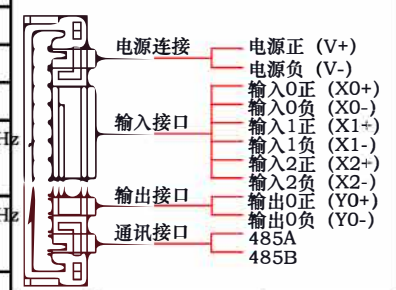 电源连接
电源正 (V+)
电源负 (V-)
输入接口
输入0正 (X0+)
输入0负 (X0-)
输入1正 (X1+)
输入1负 (X1-)
输入2正 (X2+)
输入2负 (X2-)
输出接口
输出0正 (Y0+)
输出0负 (Y0-)
通讯接口
485A
485B
Hz
Hz